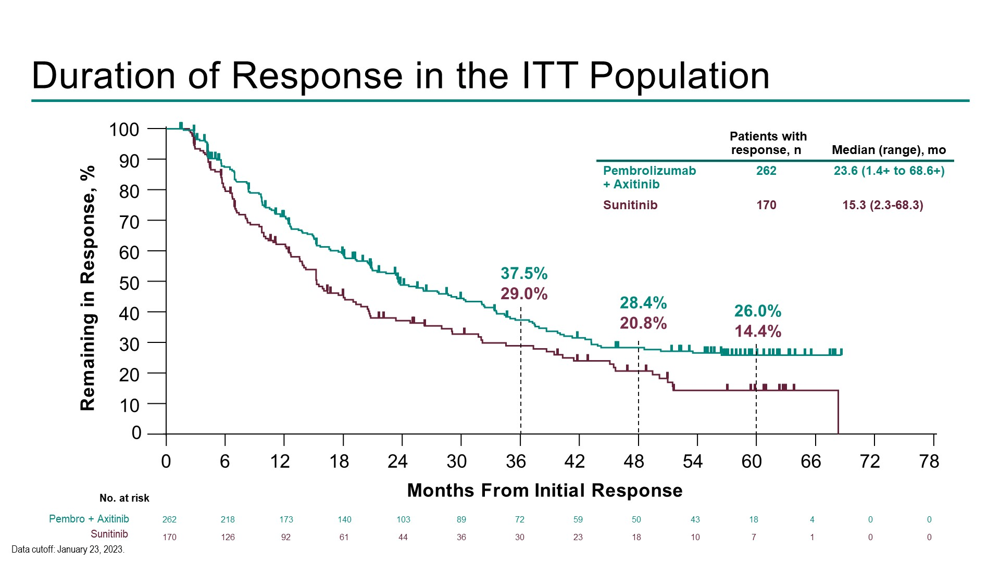 Duration of Response in the ITT Population
Patients with
response, n
Median (range), mo
Pembrolizumab
+ Axitinib
262
23.6 (1.4+ to 68.6+)
Sunitinib
170
15.3 (2.3-68.3)
Remaining in Response, %
100
90
80
70
60
50
40
30
20
10
0
37.5%
29.0%
28.4%
20.8%
26.0%
14.4%
0 6 12 18 24 30 36 42 48 54 60 66 72 78
Months From Initial Response
No. at risk
Pembro + Axitinib 262 218 173 140 103 89 72 59 50 43 18 4 0 0
Sunitinib 170 126 92 61 44 36 30 23 18 10 7 1 0 0
Data cutoff: January 23, 2023.